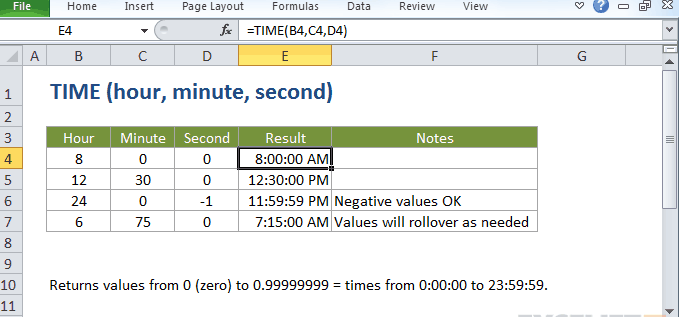 File Home Insert Page Layout Formulas Data Review View
E4 fx =TIME(B4,C4,D4)
A B C D E F G
1 TIME (hour, minute, second)
2
3 Hour Minute Second Result Notes
4 8 0 0 8:00:00 AM
5 12 30 0 12:30:00 PM
6 24 0 -1 11:59:59 PM Negative values OK
7 6 75 0 7:15:00 AM Values will rollover as needed
8
9
10 Returns values from 0 (zero) to 0.99999999 = times from 0:00:00 to 23:59:59.
11